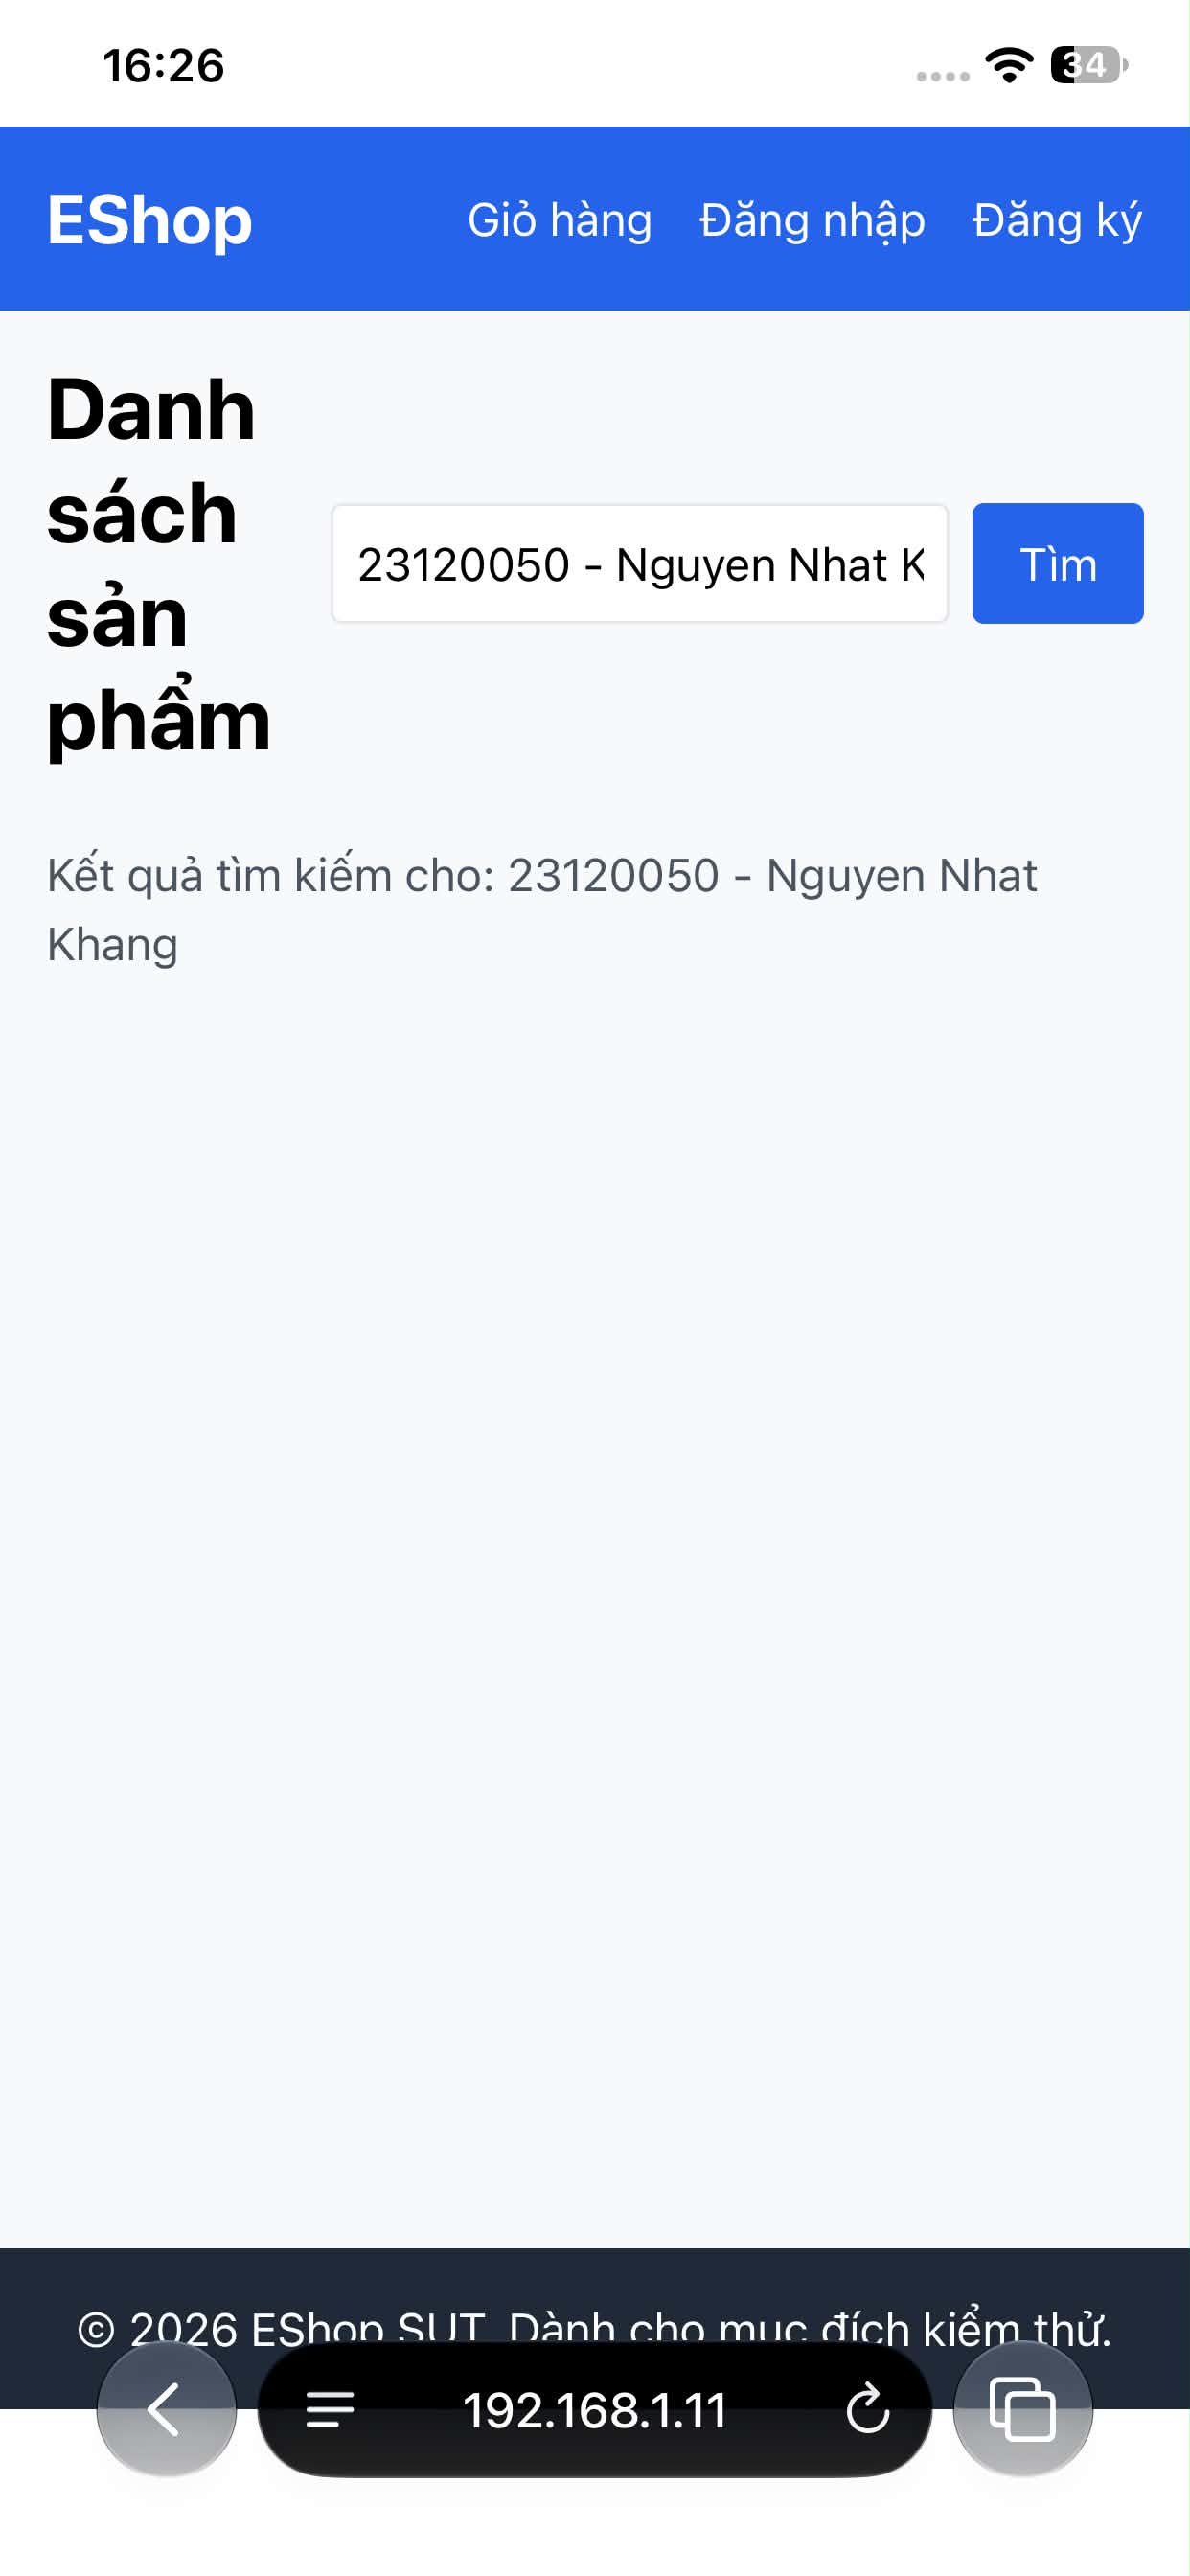 16:26
34
EShop
Giỏ hàng
Đăng nhập
Đăng ký
Danh
sách
sản
phẩm
23120050 - Nguyen Nhat K
Tìm
Kết quả tìm kiếm cho: 23120050 - Nguyen Nhat
Khang
© 2026 EShop SUT. Dành cho mục đích kiểm thử.
192.168.1.11